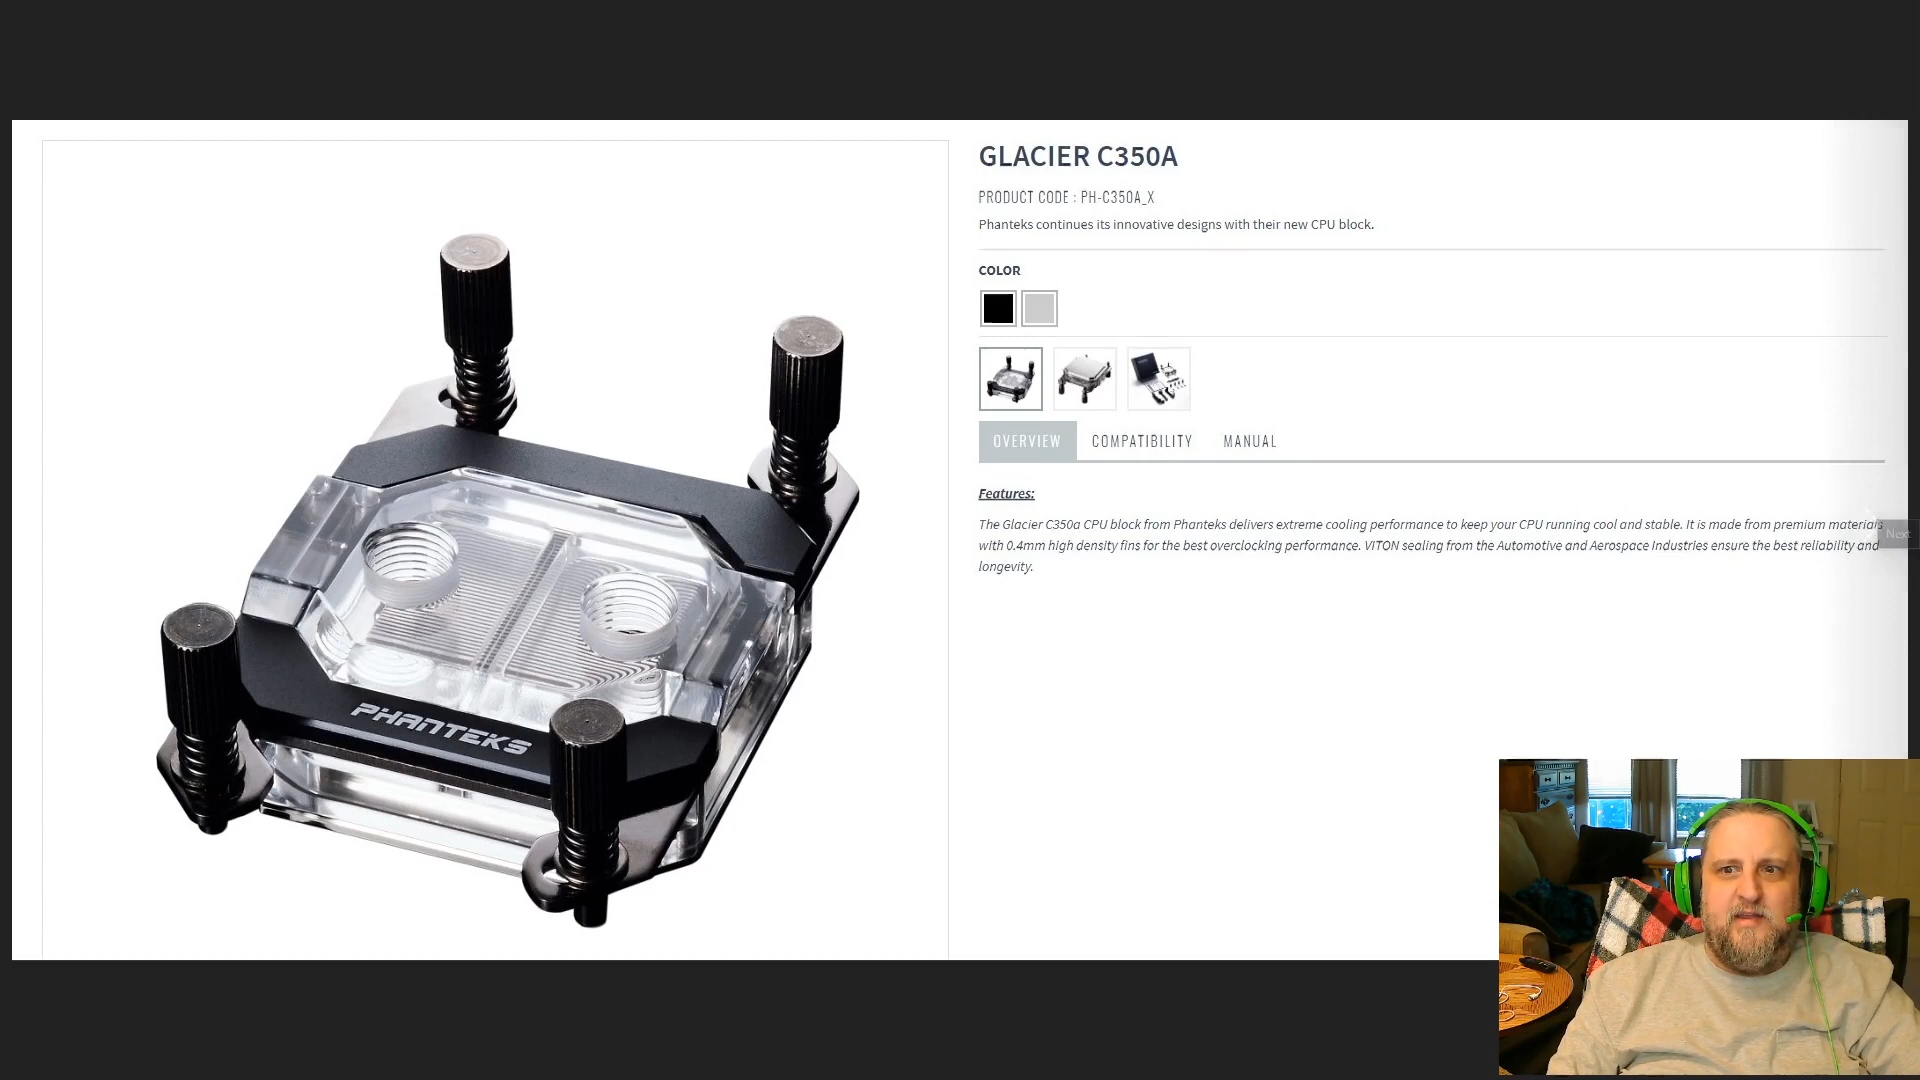 GLACIER C350A
PRODUCT CODE : PH-C350A_X
Phanteks continues its innovative designs with their new CPU block.
COLOR
OVERVIEW
COMPATIBILITY
MANUAL
Features:
The Glacier C350a CPU block from Phanteks delivers extreme cooling performance to keep your CPU running cool and stable. It is made from premium materials
with 0.4mm high density fins for the best overclocking performance. VITON sealing from the Automotive and Aerospace Industries ensure the best reliability and
longevity.
Next
PHANTEKS